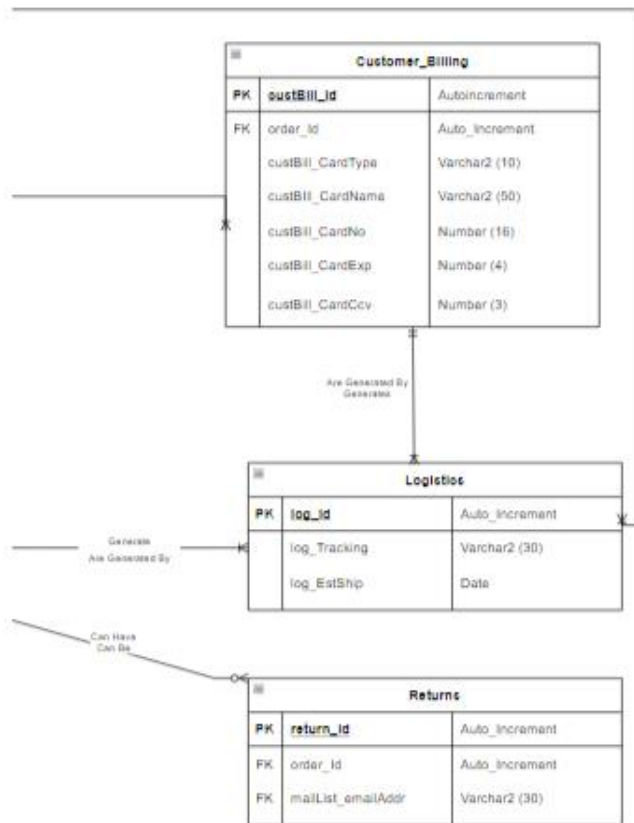 Customer_Billing
PK custBill_Id Autoincrement
FK order_Id Auto_Increment
custBill_CardType Varchar2 (10)
custBill_CardName Varchar2 (50)
custBill_CardNo Number (16)
custBill_CardExp Number (4)
custBill_CardCcv Number (3)
Are Generated By
Generates
Logistics
PK log_Id Auto_Increment
log_Tracking Varchar2 (30)
log_EstShip Date
Generate
Are Generated By
Can Have
Can Be
Returns
PK return_Id Auto_Increment
FK order_Id Auto_Increment
FK mailList_emailAddr Varchar2 (30)